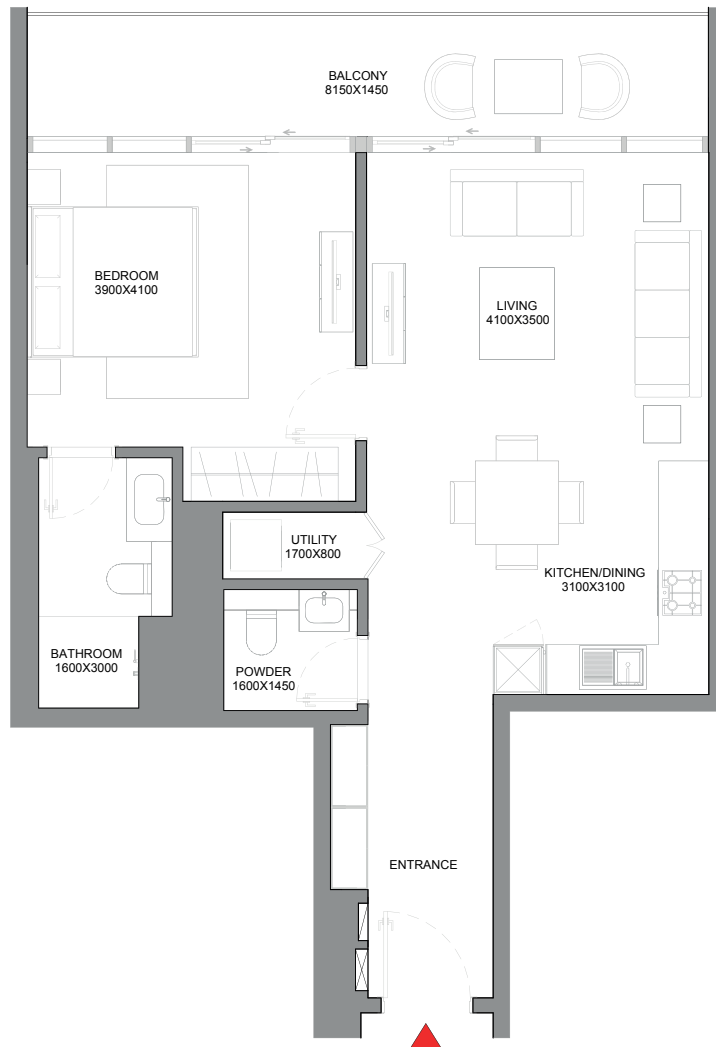 BALCONY
8150X1450
BEDROOM
3900X4100
LIVING
4100X3500
UTILITY
1700X800
KITCHEN/DINING
3100X3100
BATHROOM
1600X3000
POWDER
1600X1450
ENTRANCE